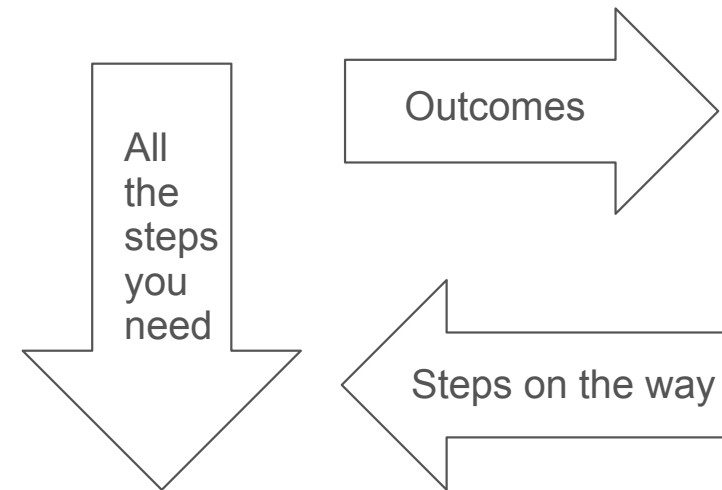 All
the
steps
you
need
Outcomes
Steps on the way